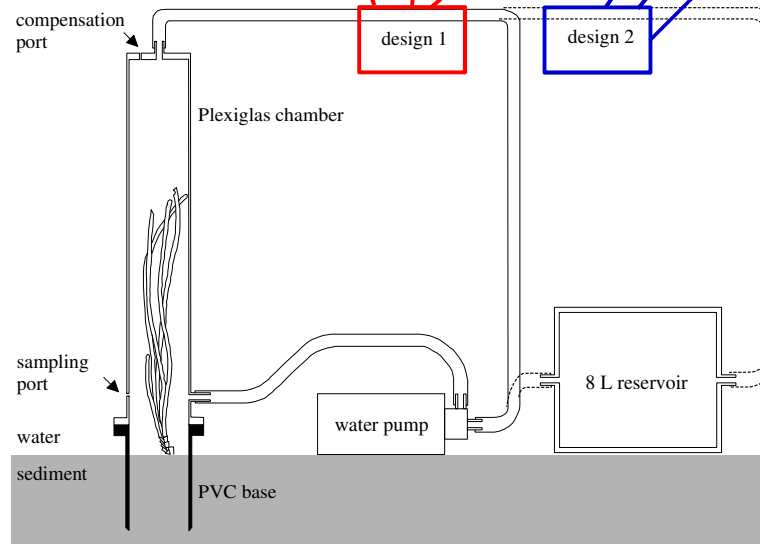 compensation
port
design 1
design 2
Plexiglas chamber
sampling
port
8 L reservoir
water pump
water
sediment
PVC base